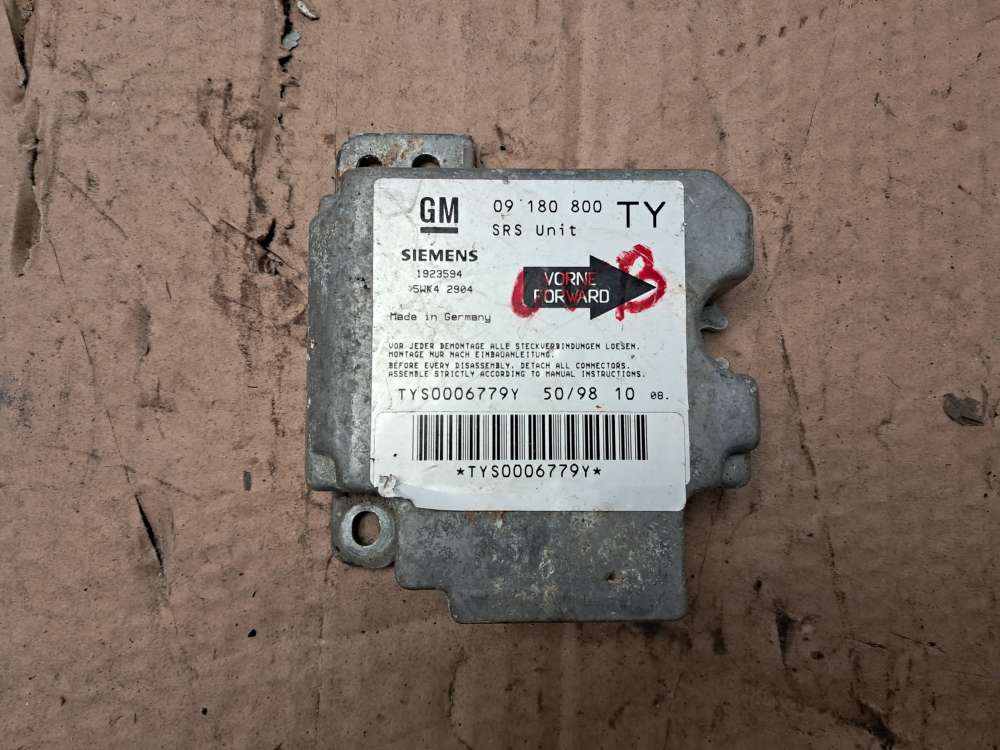 GM 09 180 800 TY
SRS Unit
SIEMENS
1923594
5WK4 2904
VORNE
FORWARD
Made in Germany
VOR JEDER DEMONTAGE ALLE STECKVERBINDUNGEN LOESEN.
MONTAGE NUR NACH EINBAUANLEITUNG.
BEFORE EVERY DISASSEMBLY, DETACH ALL CONNECTORS.
ASSEMBLE STRICTLY ACCORDING TO MANUAL INSTRUCTIONS.
TYS0006779Y 50/98 10 08.
*TYS0006779Y*